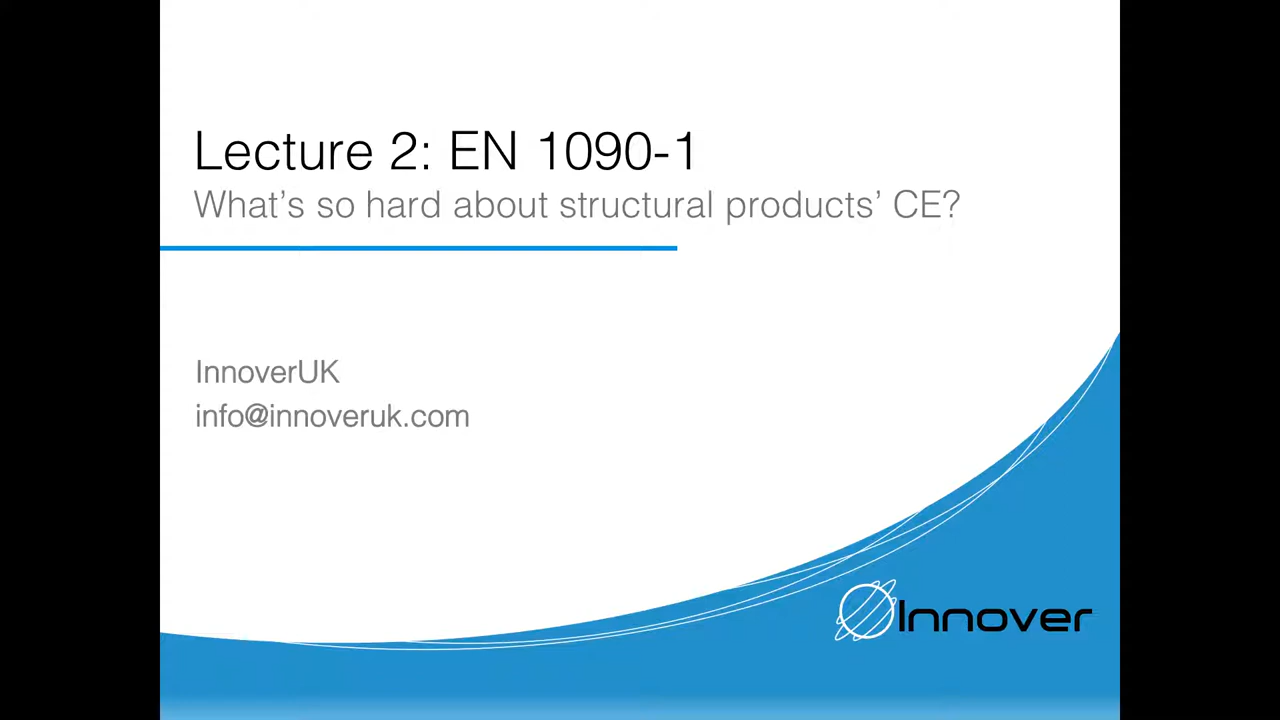 Lecture 2: EN 1090-1
What's so hard about structural products' CE?
InnoverUK
info@innoveruk.com
Innover